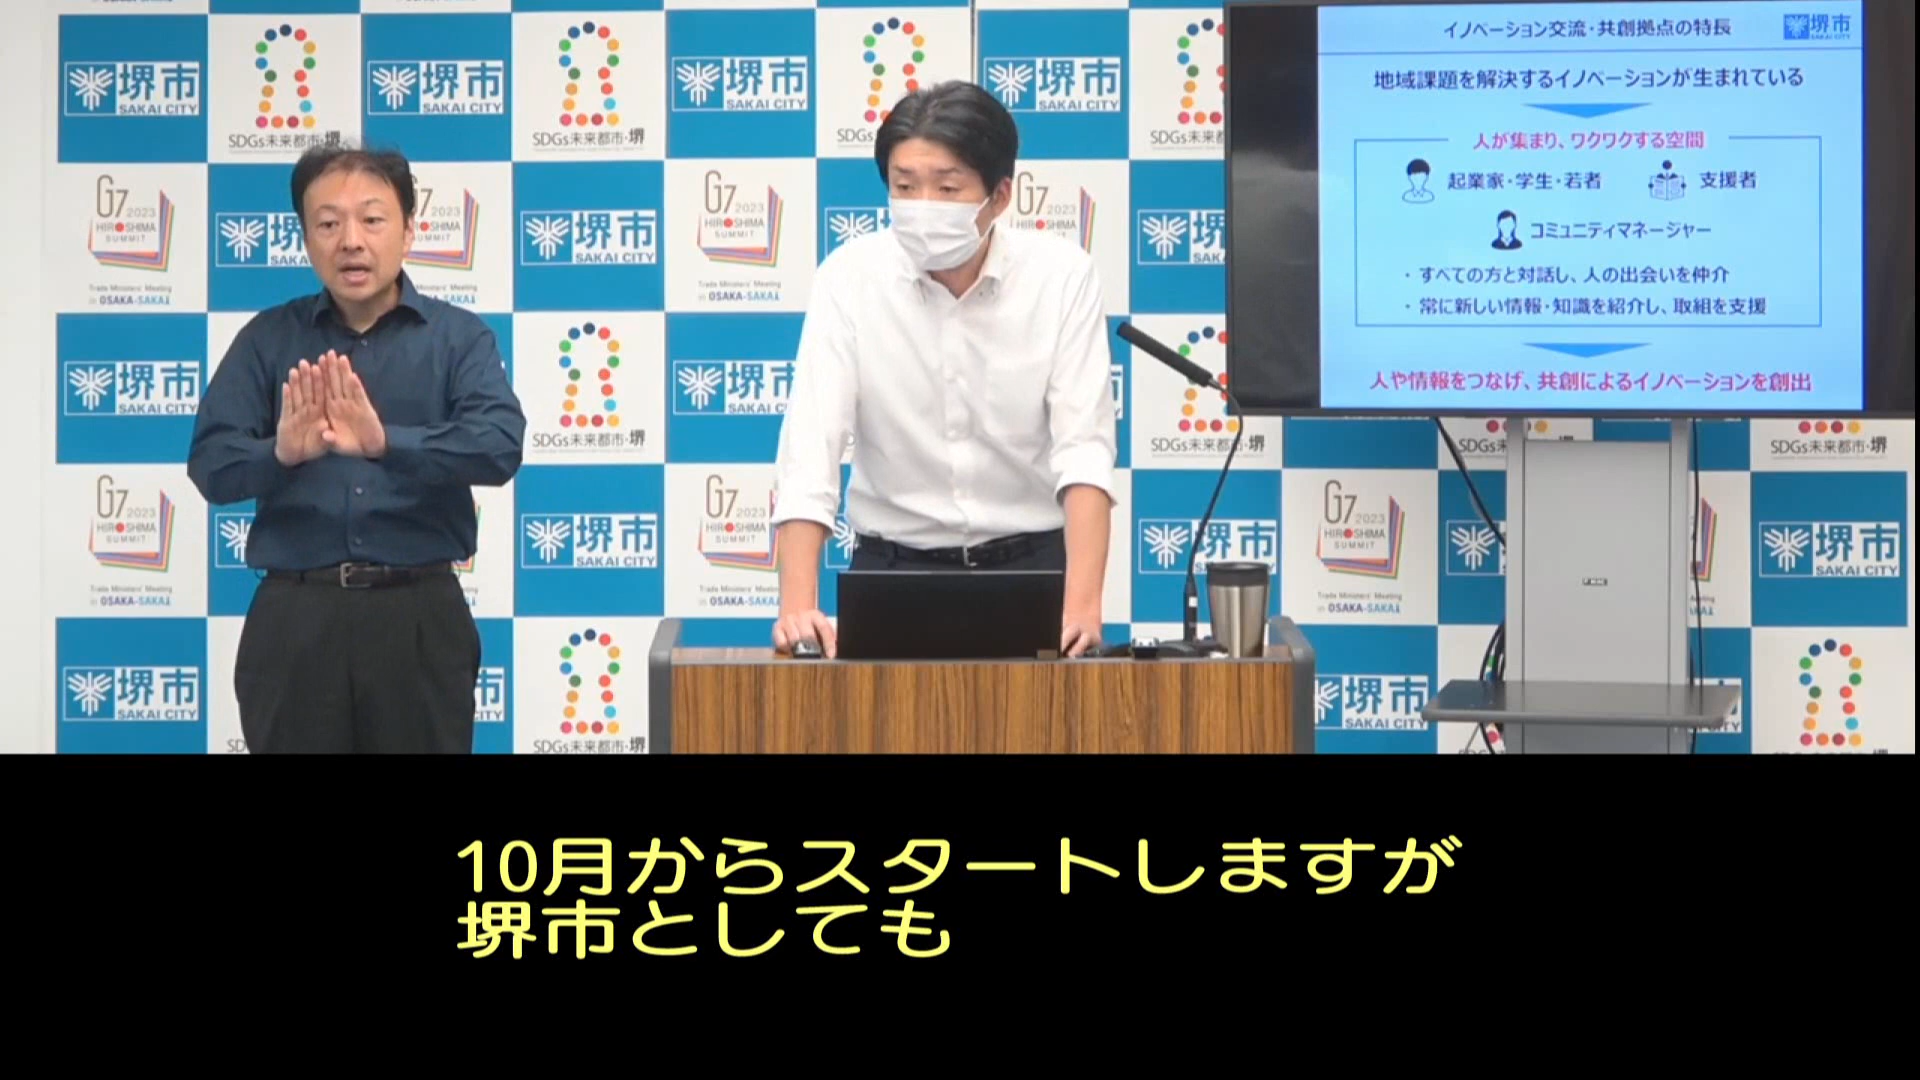 イノベーション交流・共創拠点の特長
堺市
SAKAI CITY
地域課題を解決するイノベーションが生まれている
人が集まり、ワクワクする空間
起業家・学生・若者
支援者
コミュニティマネージャー
・すべての方と対話し、人の出会いを仲介
・常に新しい情報・知識を紹介し、取組を支援
人や情報をつなげ、共創によるイノベーションを創出
堺市
SAKAI CITY
SDGs未来都市・堺
G7 2023
HIROSHIMA
SUMMIT
Trade Ministers' Meeting
in OSAKA-SAKAI
10月からスタートしますが
堺市としても